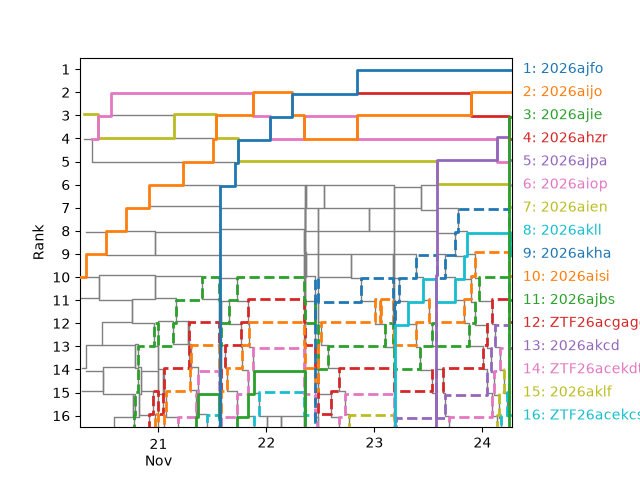 1
2
3
4
5
6
7
8
9
10
11
12
13
14
15
16
Rank
21
22
23
24
Nov
1: 2026ajfo
2: 2026aijo
3: 2026ajie
4: 2026ahzr
5: 2026ajpa
6: 2026aiop
7: 2026aien
8: 2026akll
9: 2026akha
10: 2026aisi
11: 2026ajbs
12: ZTF26acgag
13: 2026akcd
14: ZTF26acekd
15: 2026aklf
16: ZTF26acekcs